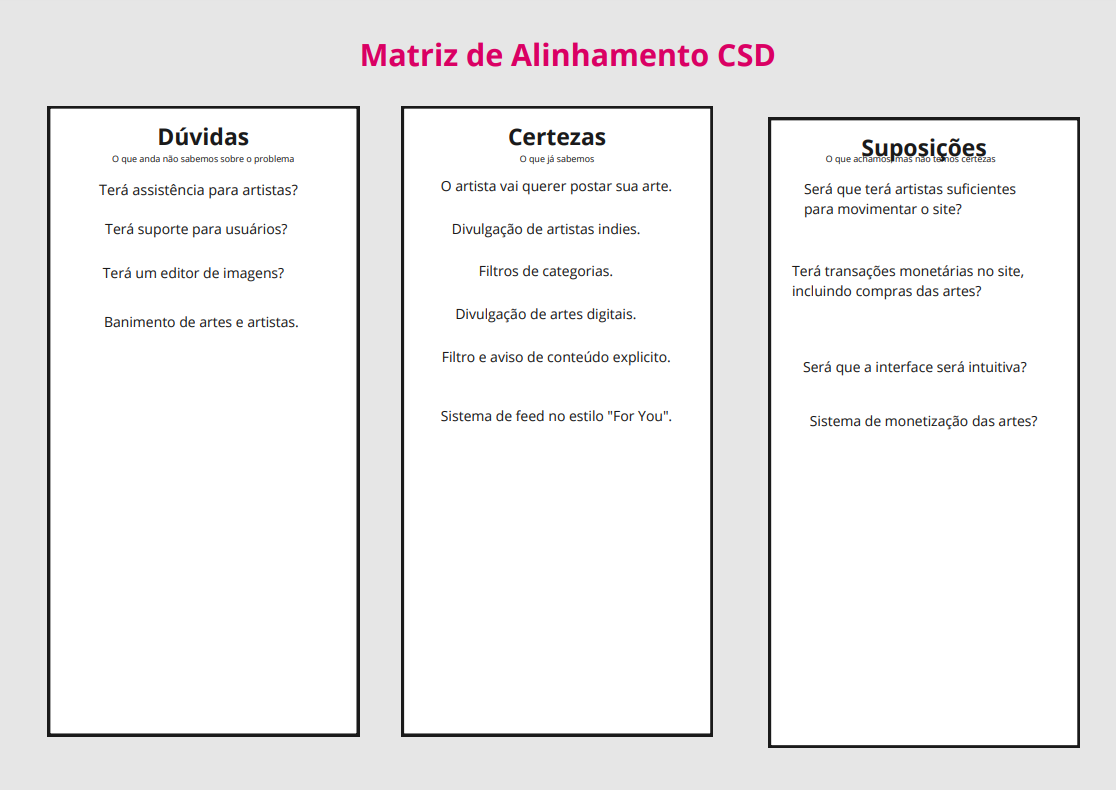 Matriz de Alinhamento CSD
Dúvidas
O que anda não sabemos sobre o problema
Terá assistência para artistas?
Terá suporte para usuários?
Terá um editor de imagens?
Banimento de artes e artistas.
Certezas
O que já sabemos
O artista vai querer postar sua arte.
Divulgação de artistas indies.
Filtros de categorias.
Divulgação de artes digitais.
Filtro e aviso de conteúdo explicito.
Sistema de feed no estilo "For You".
Suposições
O que achamos, mas não temos certezas
Será que terá artistas suficientes
para movimentar o site?
Terá transações monetárias no site,
incluindo compras das artes?
Será que a interface será intuitiva?
Sistema de monetização das artes?